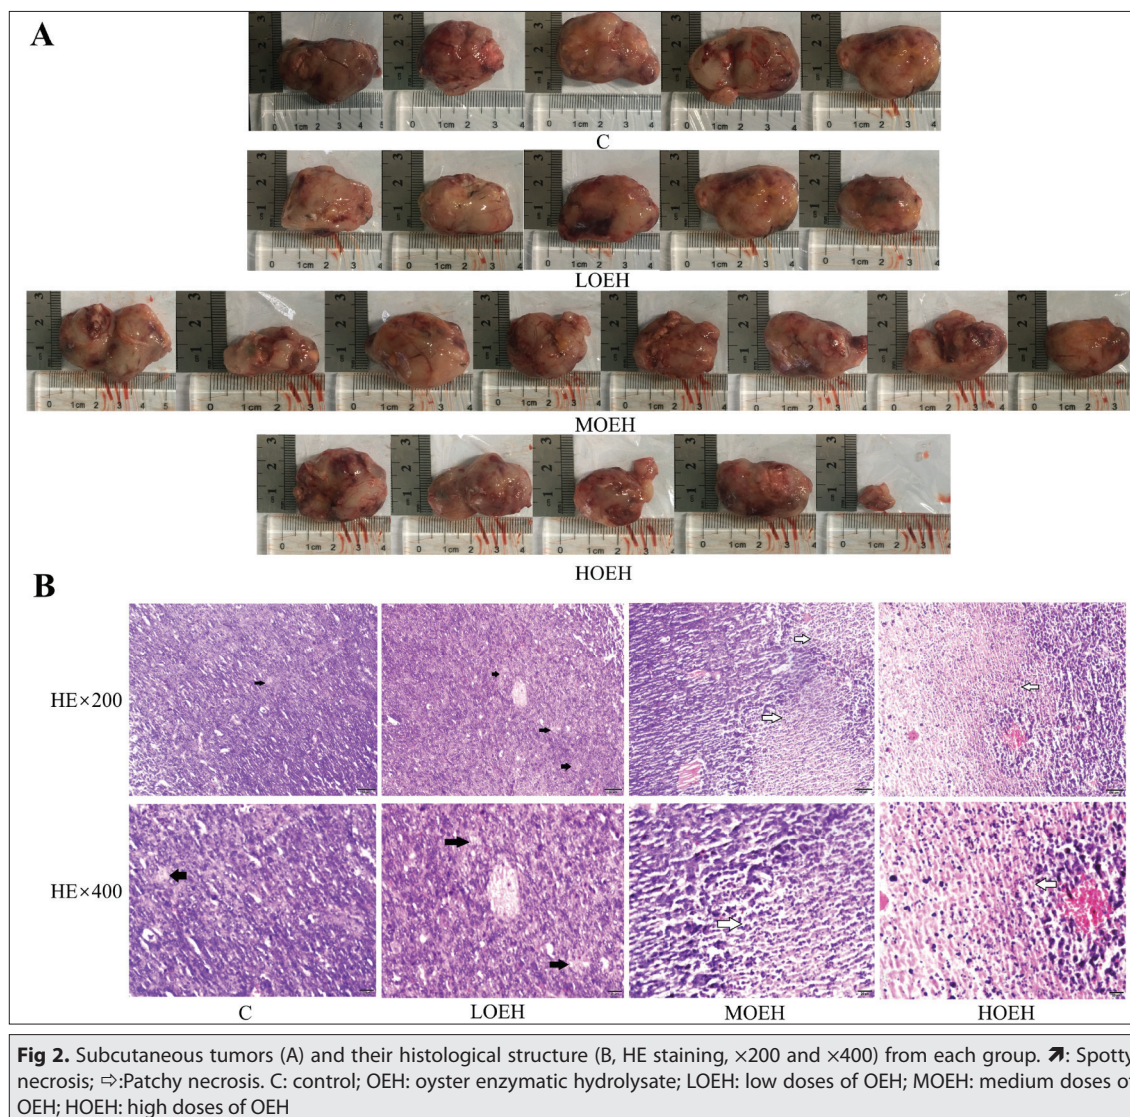 A
C
LOEH
MOEH
HOEH
B
HE×200
HE×400
C
LOEH
MOEH
HOEH
Fig 2. Subcutaneous tumors (A) and their histological structure (B, HE staining, ×200 and ×400) from each group. ⬈: Spotty
necrosis; ⇨:Patchy necrosis. C: control; OEH: oyster enzymatic hydrolysate; LOEH: low doses of OEH; MOEH: medium doses of
OEH; HOEH: high doses of OEH